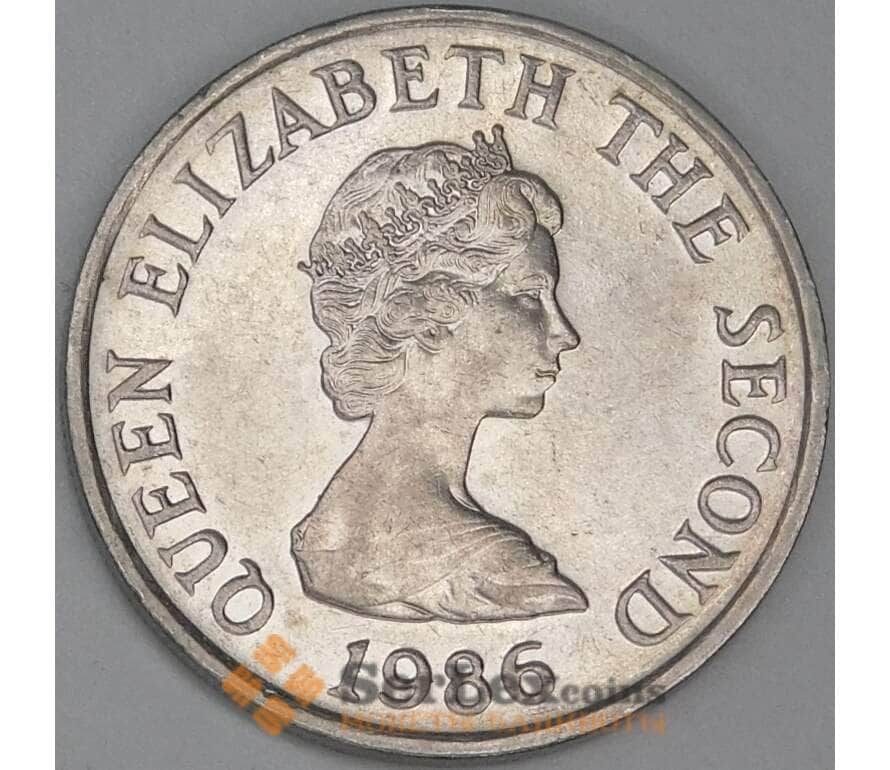 QUEEN ELIZABETH THE SECOND
1986